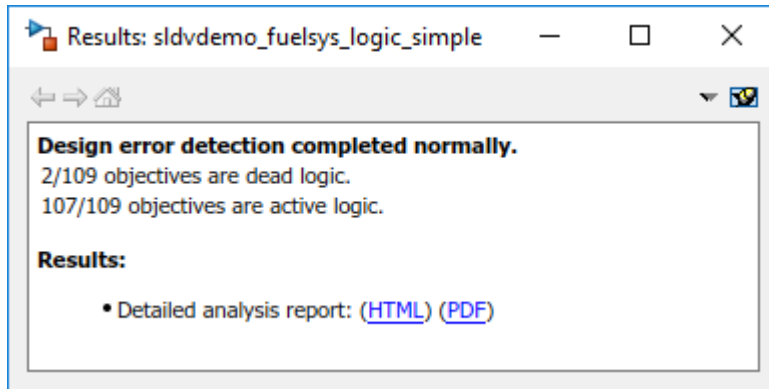 Results: sldvdemo_fuelsys_logic_simple
Design error detection completed normally.
2/109 objectives are dead logic.
107/109 objectives are active logic.
Results:
• Detailed analysis report: (HTML) (PDF)